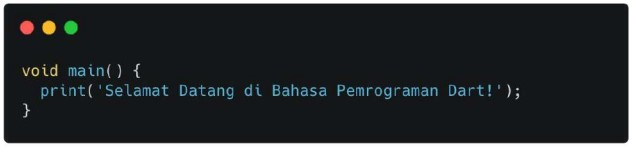 void main() {
  print('Selamat Datang di Bahasa Pemrograman Dart!');
}